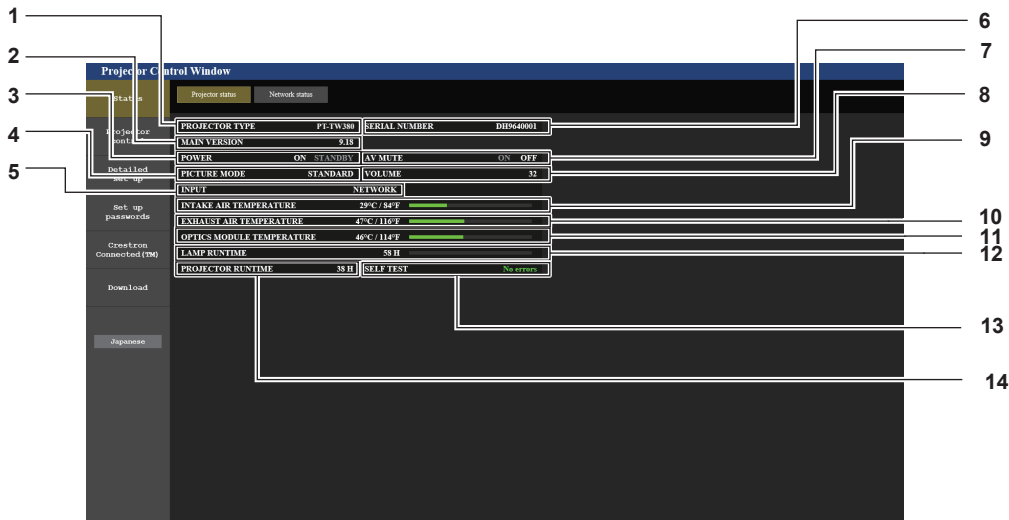 1
2
3
4
5
6
7
8
9
10
11
12
13
14
Projector Control Window
Status
Projector control
Detailed set up
Set up passwords
Crestron Connected(TM)
Download
Japanese
Projector status Network status
PROJECTOR TYPE PT-TW380 SERIAL NUMBER DH9640001
MAIN VERSION 9.18
POWER ON STANDBY AV MUTE ON OFF
PICTURE MODE STANDARD VOLUME 32
INPUT NETWORK
INTAKE AIR TEMPERATURE 29°C / 84°F
EXHAUST AIR TEMPERATURE 47°C / 116°F
OPTICS MODULE TEMPERATURE 46°C / 114°F
LAMP RUNTIME 58 H
PROJECTOR RUNTIME 38 H SELF TEST No errors